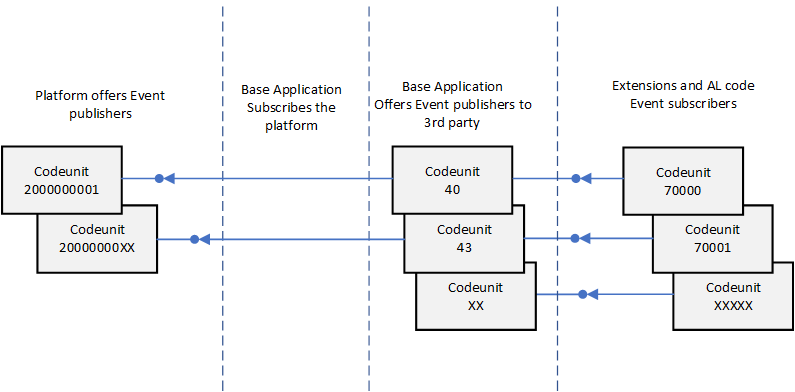 Platform offers Event
publishers
Base Application
Subscribes the
platform
Base Application
Offers Event publishers to
3rd party
Extensions and AL code
Event subscribers
Codeunit
2000000001
Codeunit
20000000XX
Codeunit
40
Codeunit
43
Codeunit
XX
Codeunit
70000
Codeunit
70001
Codeunit
XXXXX